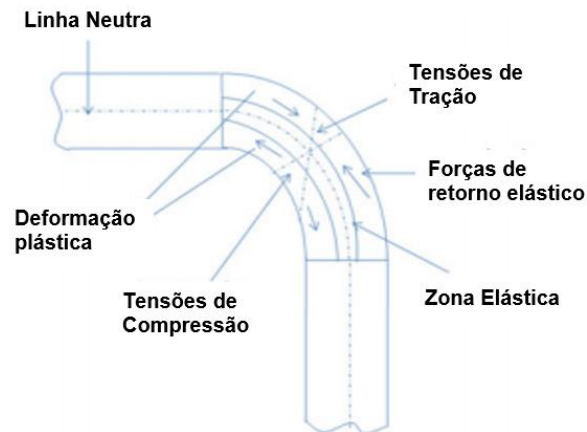 Linha Neutra
Tensões de
Tração
Forças de
retorno elástico
Deformação
plástica
Tensões de
Compressão
Zona Elástica